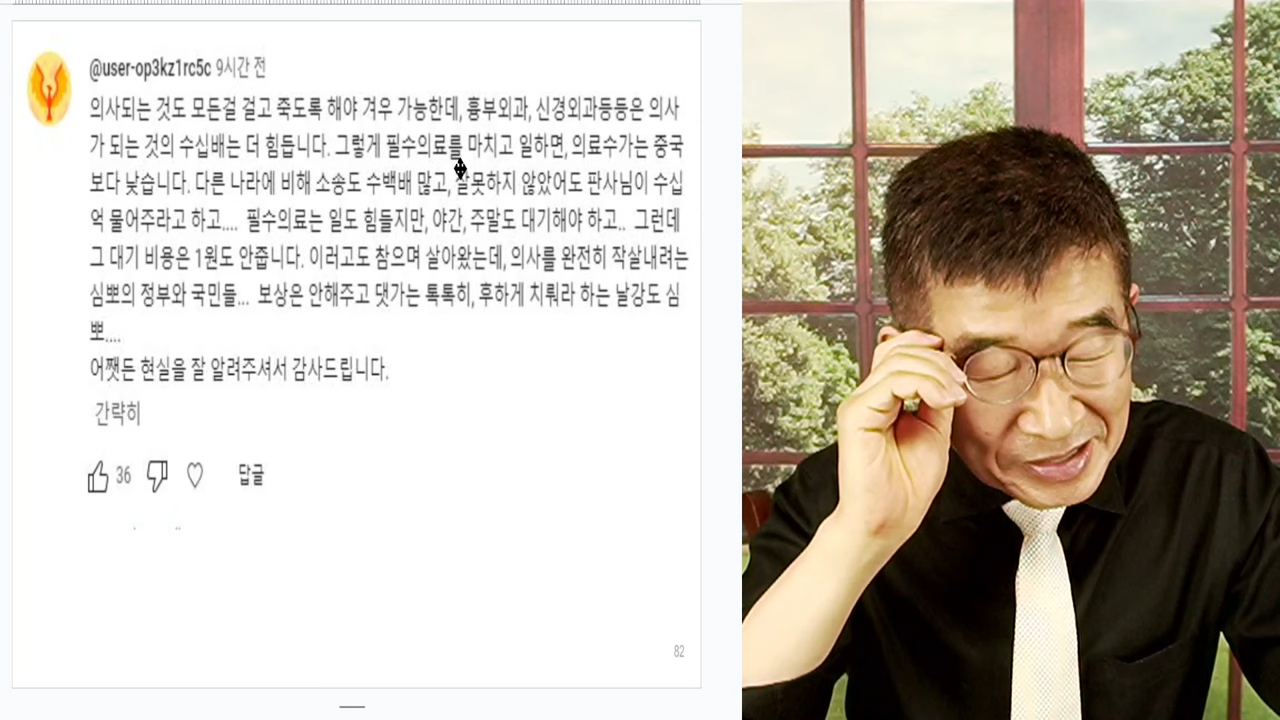 @user-op3kz1rc5c 9시간 전
의사되는 것도 모든걸 걸고 죽도록 해야 겨우 가능한데, 흉부외과, 신경외과등등은 의사
가 되는 것의 수십배는 더 힘듭니다. 그렇게 필수의료를 마치고 일하면, 의료수가는 중국
보다 낮습니다. 다른 나라에 비해 소송도 수백배 많고, 잘못하지 않았어도 판사님이 수십
억 물어주라고 하고.... 필수의료는 일도 힘들지만, 야간, 주말도 대기해야 하고.. 그런데
그 대기 비용은 1원도 안줍니다. 이러고도 참으며 살아왔는데, 의사를 완전히 작살내려는
심뽀의 정부와 국민들... 보상은 안해주고 댓가는 톡톡히, 후하게 치뤄라 하는 날강도 심
뽀....
어쨋든 현실을 잘 알려주셔서 감사드립니다.
간략히
36 답글
82